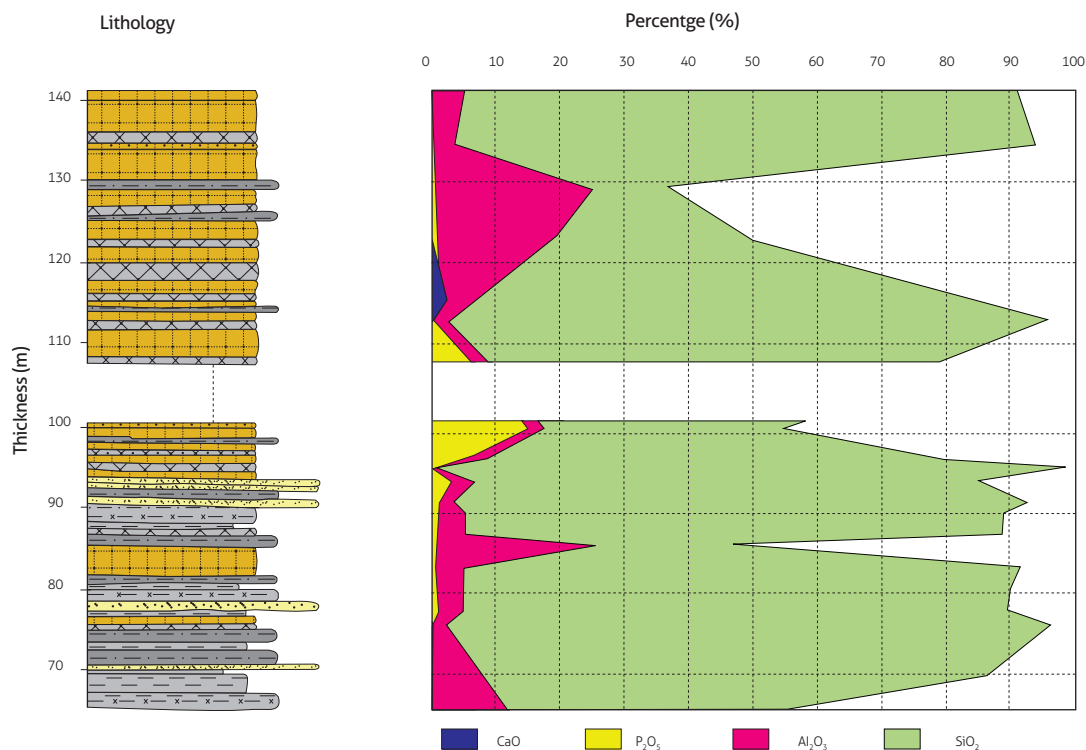 Lithology
Percentge (%)
0 10 20 30 40 50 60 70 80 90 100
140
130
120
110
100
90
80
70
Thickness (m)
CaO
P₂O₅
Al₂O₃
SiO₂